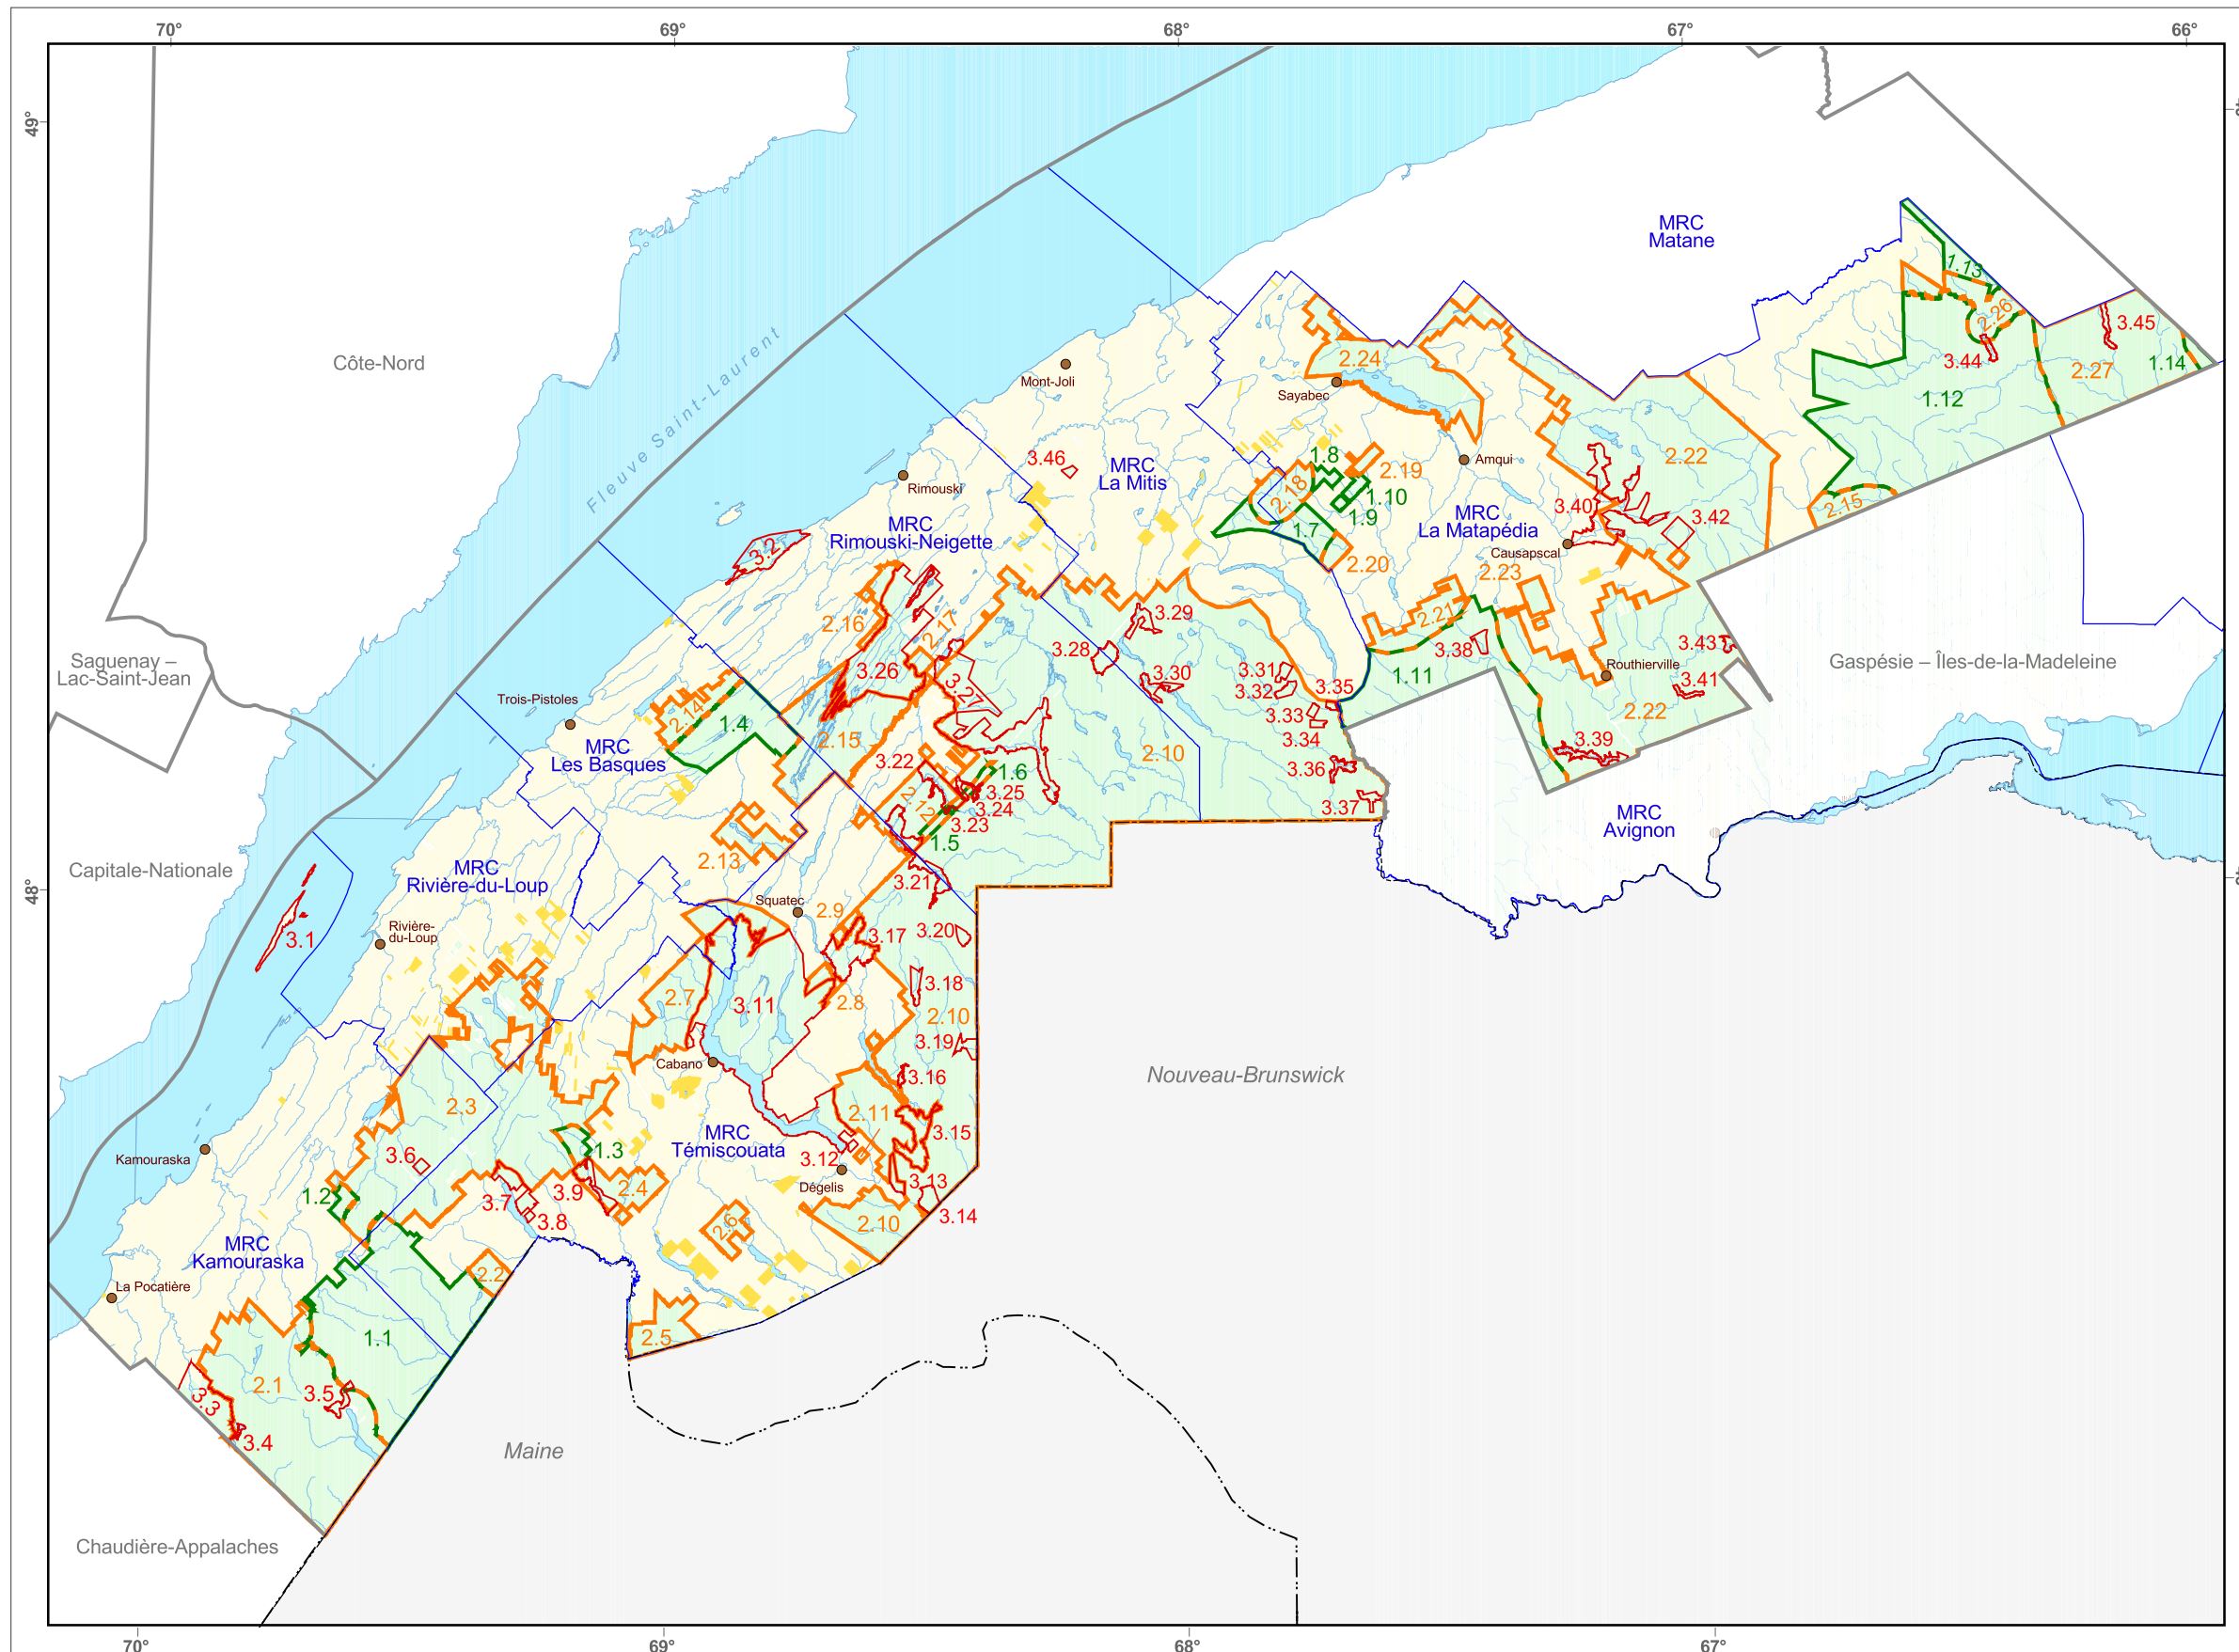 70°
69°
68°
67°
66°
49°
MRC
Matane
1.13
2.26
3.45
3.44
1.14
2.27
1.12
Côte-Nord
Fleuve Saint-Laurent
Mont-Joli
2.24
Sayabec
3.46
MRC
La Mitis
1.8
2.19
Amqui
2.22
Rimouski
2.18
1.10
1.9
1.7
2.15
MRC
La Matapédia
3.40
3.42
MRC
Rimouski-Neigette
3.2
Causapscal
2.20
2.23
2.16
2.17
3.29
2.21
3.28
3.38
3.43
Saguenay –
Lac-Saint-Jean
Gaspésie – Îles-de-la-Madeleine
3.26
3.30
3.31
Routhierville
1.11
3.27
3.32
3.35
3.41
Trois-Pistoles
2.14
1.4
3.33
2.22
2.15
3.34
3.39
MRC
Les Basques
2.10
3.22
1.6
3.36
3.25
2.12
3.24
3.37
3.23
MRC
Avignon
1.5
2.13
Capitale-Nationale
MRC
Rivière-du-Loup
3.21
48°
Squatec
2.9
3.1
Rivière-
du-Loup
3.17
3.20
2.7
3.11
2.8
3.18
2.10
3.19
Cabano
3.16
Nouveau-Brunswick
2.3
2.11
MRC
Témiscouata
3.15
1.3
3.6
Kamouraska
3.12
Dégelis
3.13
1.2
3.7
3.9
2.4
3.8
3.14
2.10
2.6
MRC
Kamouraska
2.2
La Pocatière
1.1
2.5
2.1
3.5
3.3
3.4
Maine
Chaudière-Appalaches
70°
69°
68°
67°